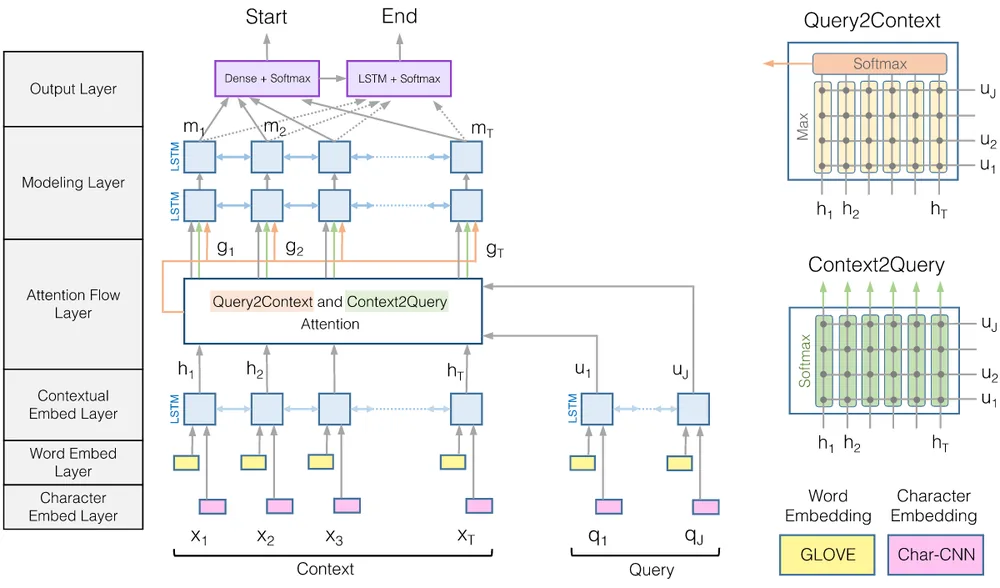 Start
End
Query2Context
Output Layer
Dense + Softmax
LSTM + Softmax
Softmax
Max
uJ
u2
u1
h1
h2
hT
m1
m2
mT
LSTM
Modeling Layer
LSTM
g1
g2
gT
Attention Flow
Layer
Query2Context and Context2Query
Attention
Context2Query
Softmax
uJ
u2
u1
h1
h2
hT
h1
h2
hT
u1
uJ
Contextual
Embed Layer
LSTM
LSTM
Word Embed
Layer
Character
Embed Layer
x1
x2
x3
xT
q1
qJ
Context
Query
Word
Embedding
Character
Embedding
GLOVE
Char-CNN